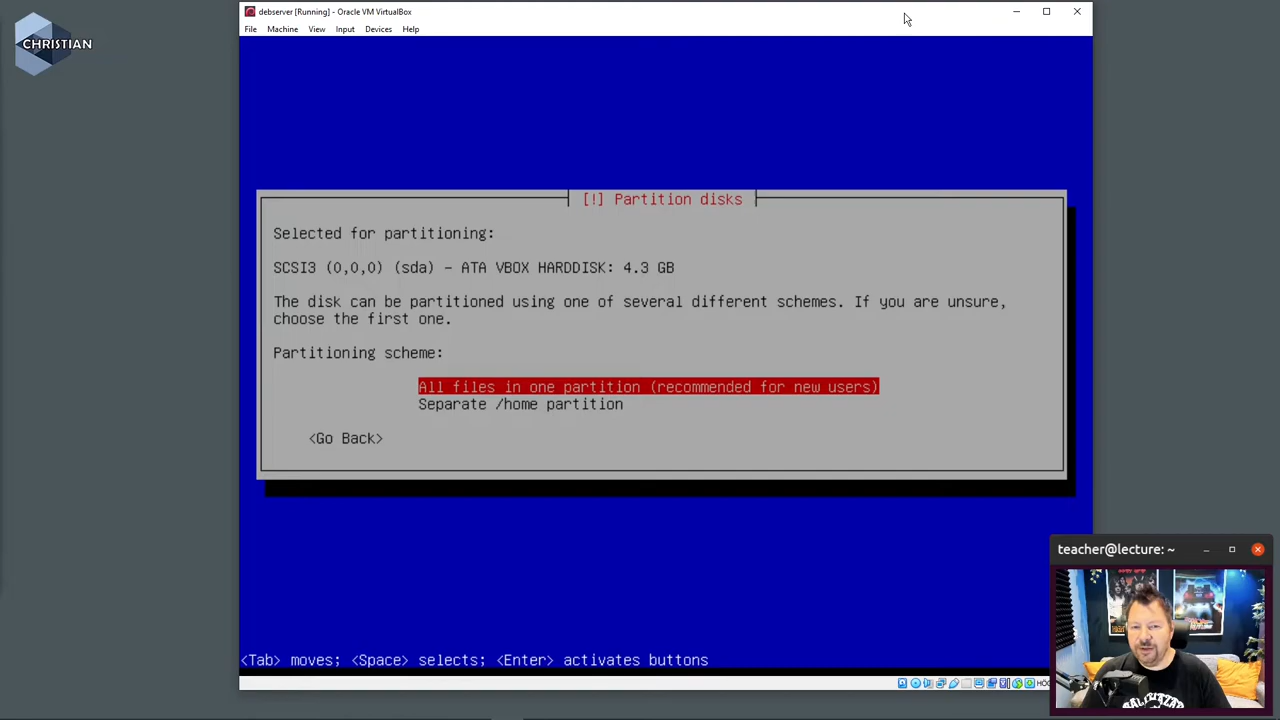 debserver [Running] - Oracle VM VirtualBox
File Machine View Input Devices Help
CHRISTIAN
[!] Partition disks
Selected for partitioning:
SCSI3 (0,0,0) (sda) - ATA VBOX HARDDISK: 4.3 GB
The disk can be partitioned using one of several different schemes. If you are unsure,
choose the first one.
Partitioning scheme:
All files in one partition (recommended for new users)
Separate /home partition
<Go Back>
teacher@lecture: ~
<Tab> moves; <Space> selects; <Enter> activates buttons